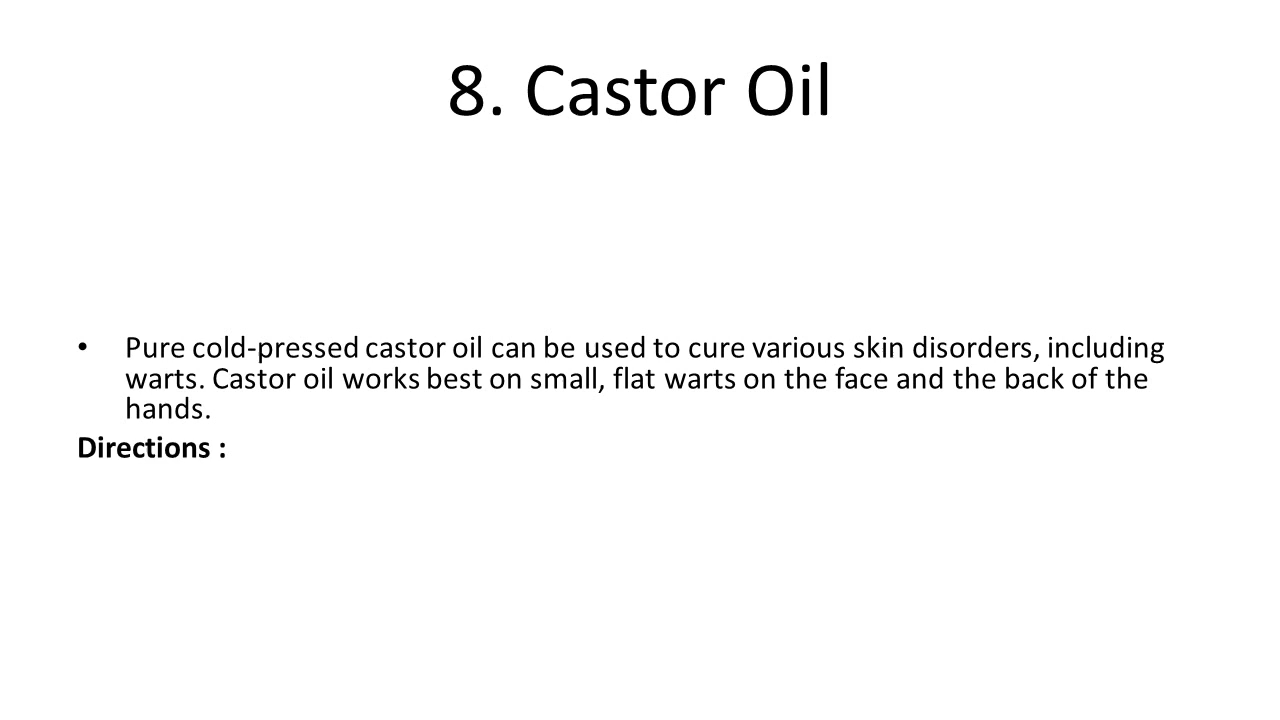 8. Castor Oil
• Pure cold-pressed castor oil can be used to cure various skin disorders, including
warts. Castor oil works best on small, flat warts on the face and the back of the
hands.
Directions :